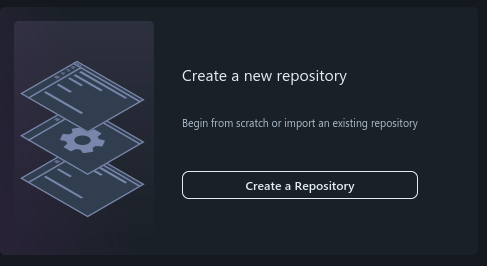 Create a new repository
Begin from scratch or import an existing repository
Create a Repository